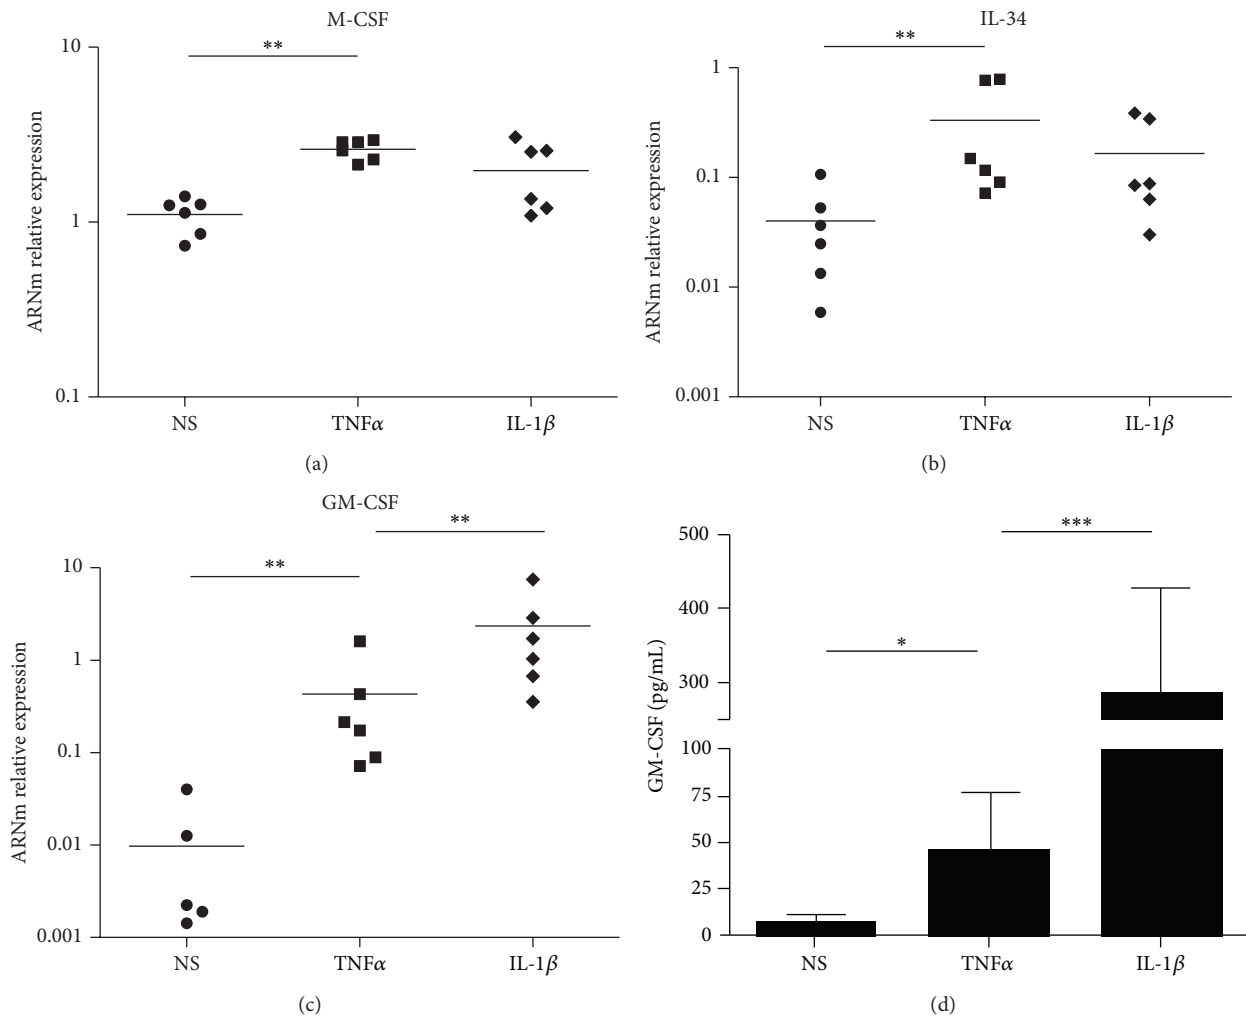 M-CSF
**
10
1
0.1
ARNm relative expression
NS TNFα IL-1β
(a)
IL-34
**
1
0.1
0.01
0.001
ARNm relative expression
NS TNFα IL-1β
(b)
GM-CSF
**
**
10
1
0.1
0.01
0.001
ARNm relative expression
NS TNFα IL-1β
(c)
***
*
500
400
300
100
75
50
25
0
GM-CSF (pg/mL)
NS TNFα IL-1β
(d)